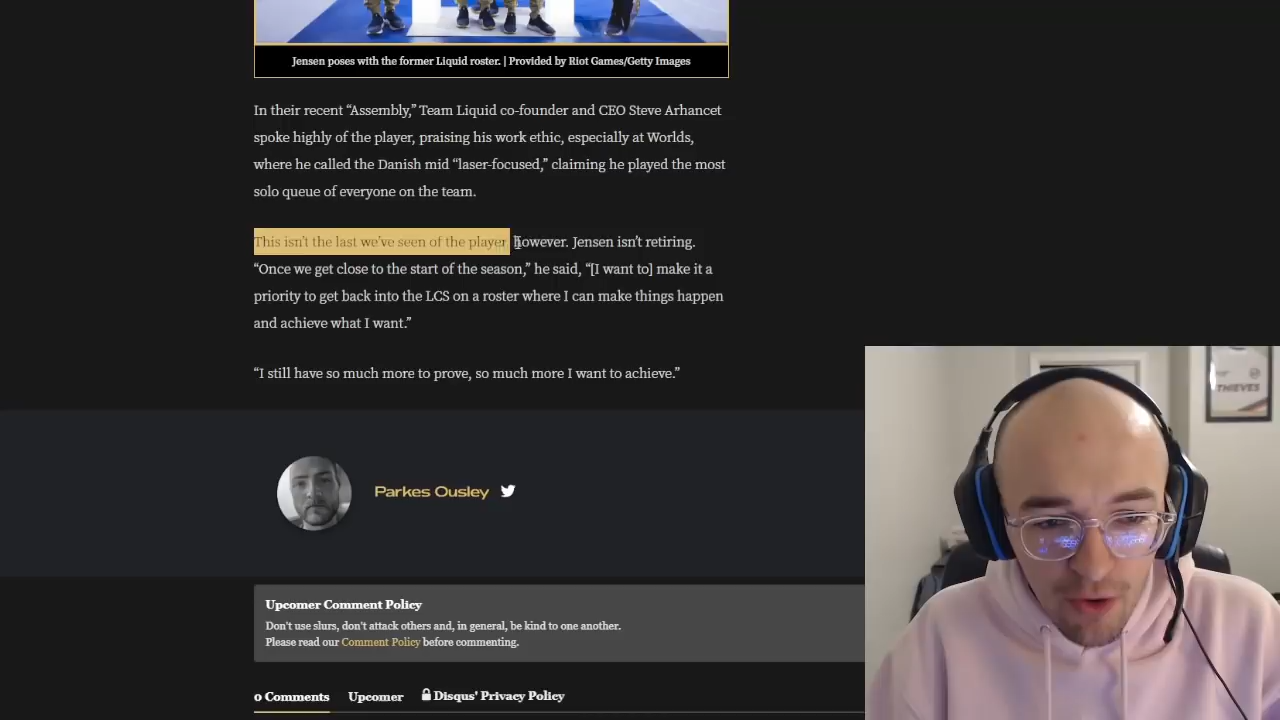 Jensen poses with the former Liquid roster. | Provided by Riot Games/Getty Images
In their recent “Assembly,” Team Liquid co-founder and CEO Steve Arhancet
spoke highly of the player, praising his work ethic, especially at Worlds,
where he called the Danish mid “laser-focused,” claiming he played the most
solo queue of everyone on the team.
This isn’t the last we’ve seen of the player, however. Jensen isn’t retiring.
“Once we get close to the start of the season,” he said, “[I want to] make it a
priority to get back into the LCS on a roster where I can make things happen
and achieve what I want.”
“I still have so much more to prove, so much more I want to achieve.”
THIEVES
Parkes Ousley
Upcomer Comment Policy
Don't use slurs, don't attack others and, in general, be kind to one another.
Please read our Comment Policy before commenting.
0 Comments Upcomer Disqus' Privacy Policy